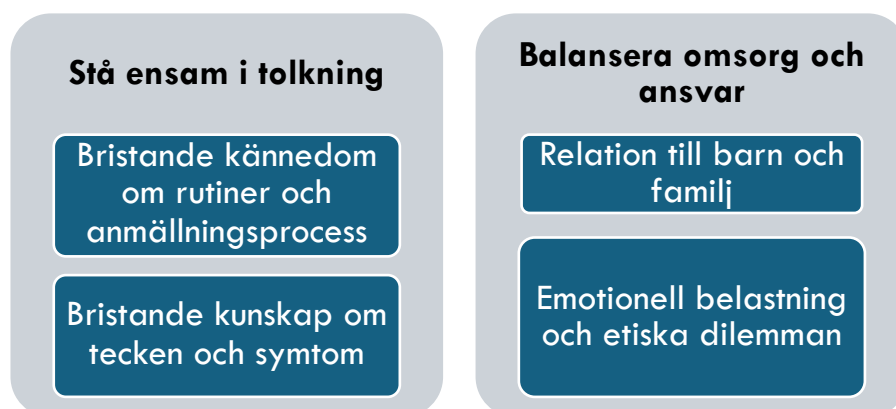 Stå ensam i tolkning
Bristande kännedom
om rutiner och
anmällningsprocess
Bristande kunskap om
tecken och symtom
Balansera omsorg och
ansvar
Relation till barn och
familj
Emotionell belastning
och etiska dilemman